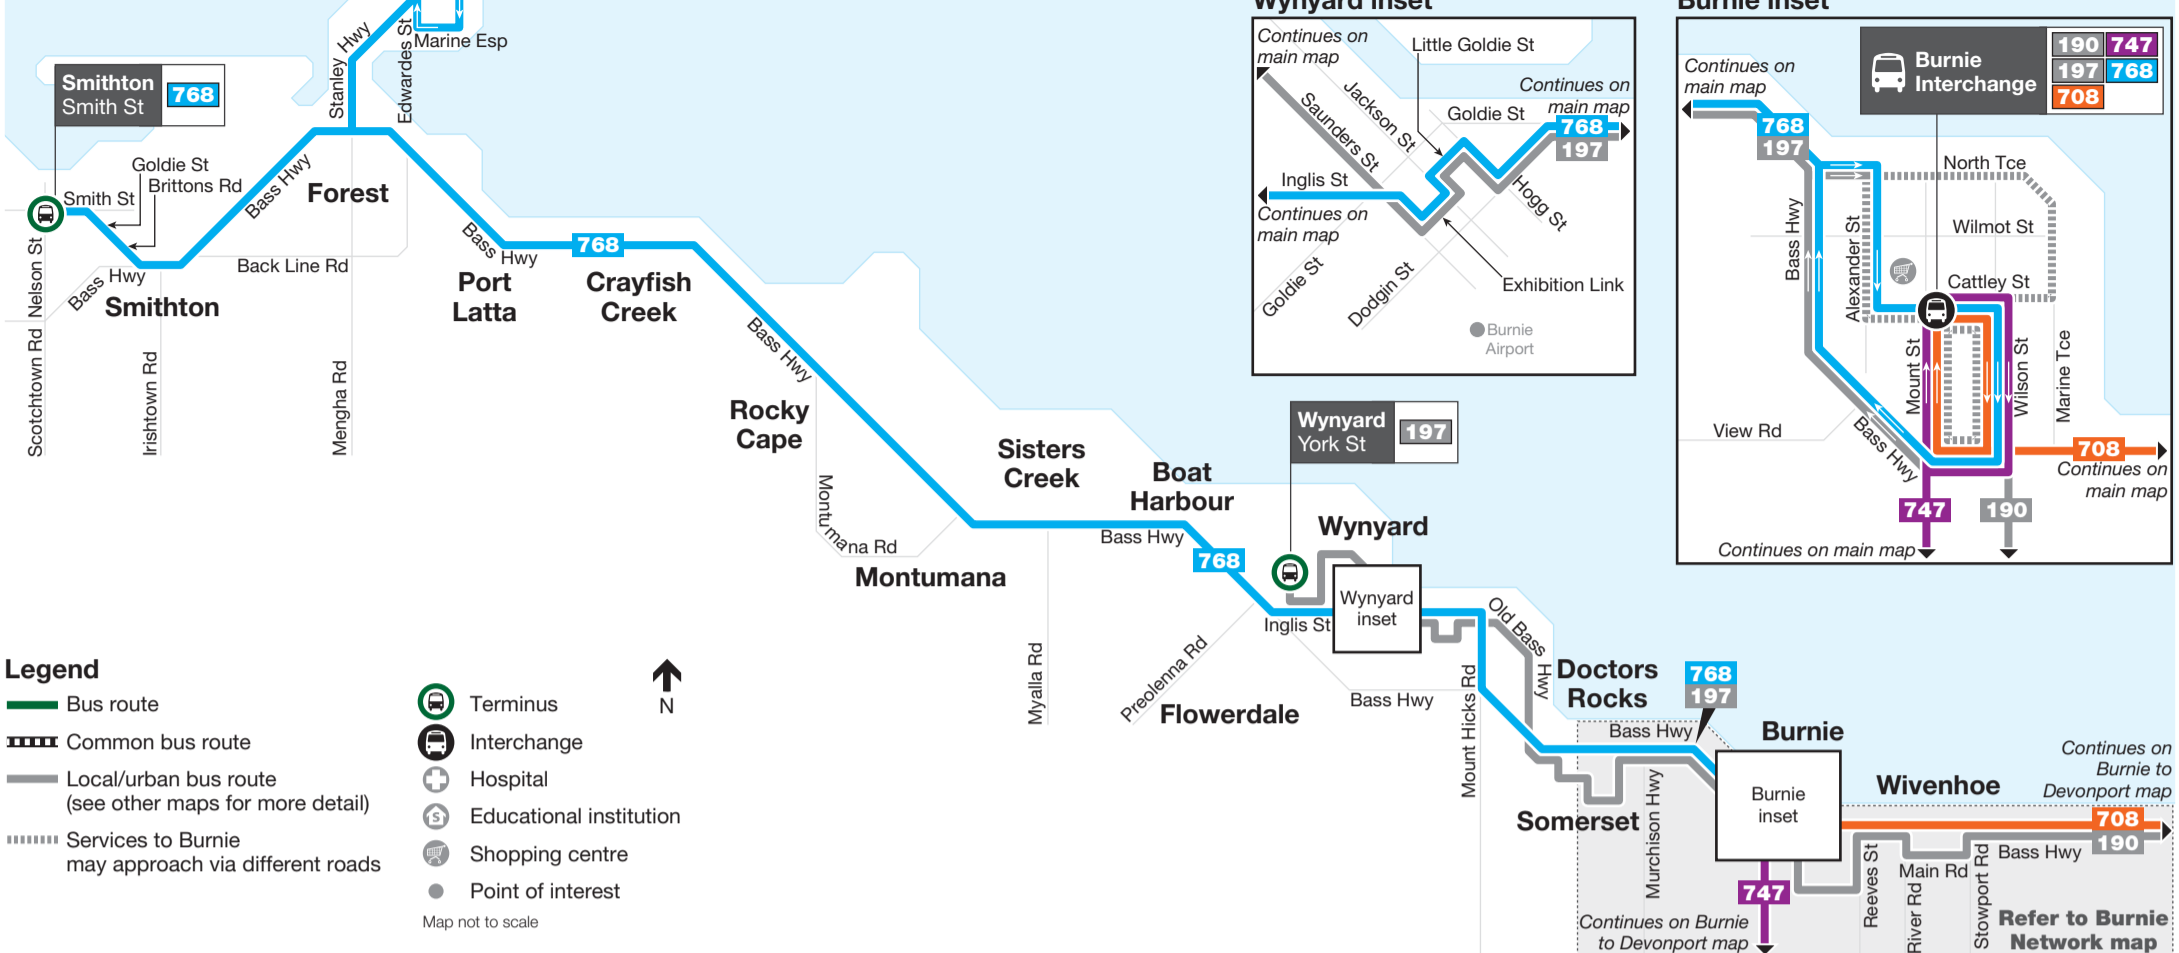 Stanley Hwy
Edwardes St
Marine Esp
Smithton
Smith St
768
Goldie St
Brittons Rd
Smith St
Bass Hwy
Forest
Nelson St
Scotchtown Rd
Bass Hwy
Back Line Rd
Smithton
Irishtown Rd
Mengha Rd
Bass Hwy
768
Port
Latta
Crayfish
Creek
Bass Hwy
Rocky
Cape
Montumana Rd
Montumana
Sisters
Creek
Boat
Harbour
Bass Hwy
768
Myalla Rd
Preolenna Rd
Flowerdale
Wynyard
York St
197
Wynyard
Wynyard
inset
Inglis St
Bass Hwy
Old Bass Hwy
Mount Hicks Rd
Doctors
Rocks
768
197
Bass Hwy
Somerset
Murchison Hwy
Burnie
Burnie
inset
Wivenhoe
Continues on
Burnie to
Devonport map
708
190
Bass Hwy
Main Rd
Reeves St
River Rd
Stowport Rd
747
Continues on Burnie
to Devonport map
Refer to Burnie
Network map
Wynyard inset
Continues on
main map
Little Goldie St
Continues on
main map
Jackson St
Saunders St
Goldie St
768
197
Inglis St
Continues on
main map
Hogg St
Goldie St
Dodgin St
Exhibition Link
Burnie
Airport
Burnie inset
Continues on
main map
Burnie
Interchange
190 747
197 768
708
768
197
North Tce
Bass Hwy
Alexander St
Wilmot St
Cattley St
Mount St
Wilson St
Marine Tce
View Rd
Bass Hwy
708
Continues on
main map
747
190
Continues on main map
Legend
Bus route
Common bus route
Local/urban bus route
(see other maps for more detail)
Services to Burnie
may approach via different roads
Terminus
Interchange
Hospital
Educational institution
Shopping centre
Point of interest
Map not to scale
N